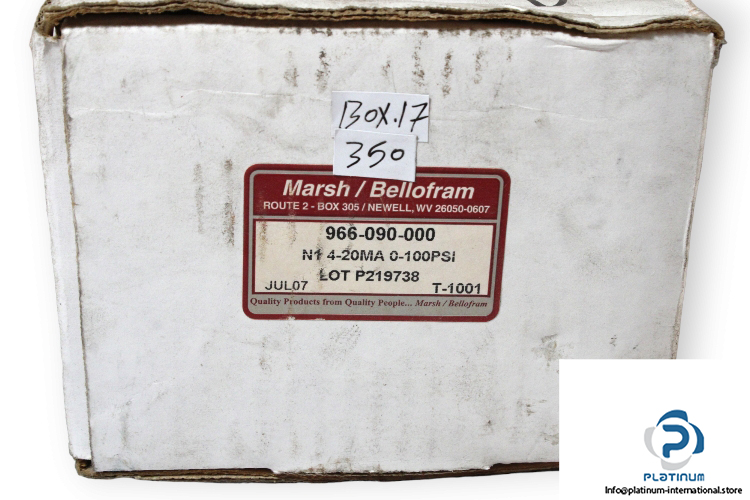 BOX.17
350
Marsh / Bellofram
ROUTE 2 - BOX 305 / NEWELL, WV 26050-0607
966-090-000
N1 4-20MA 0-100PSI
LOT P219738
JUL07 T-1001
Quality Products from Quality People... Marsh / Bellofram
PLATINUM
Info@platinum-international.store